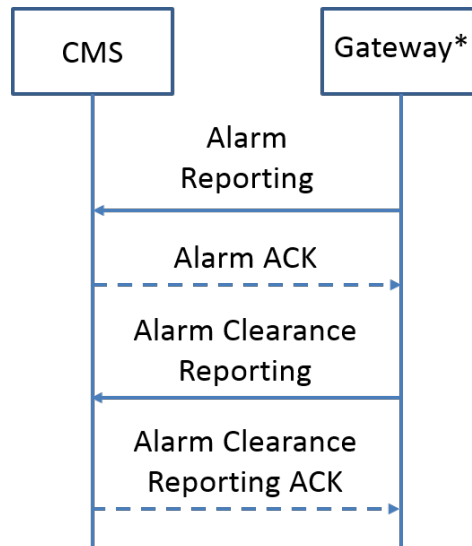 CMS
Gateway*
Alarm
Reporting
Alarm ACK
Alarm Clearance
Reporting
Alarm Clearance
Reporting ACK